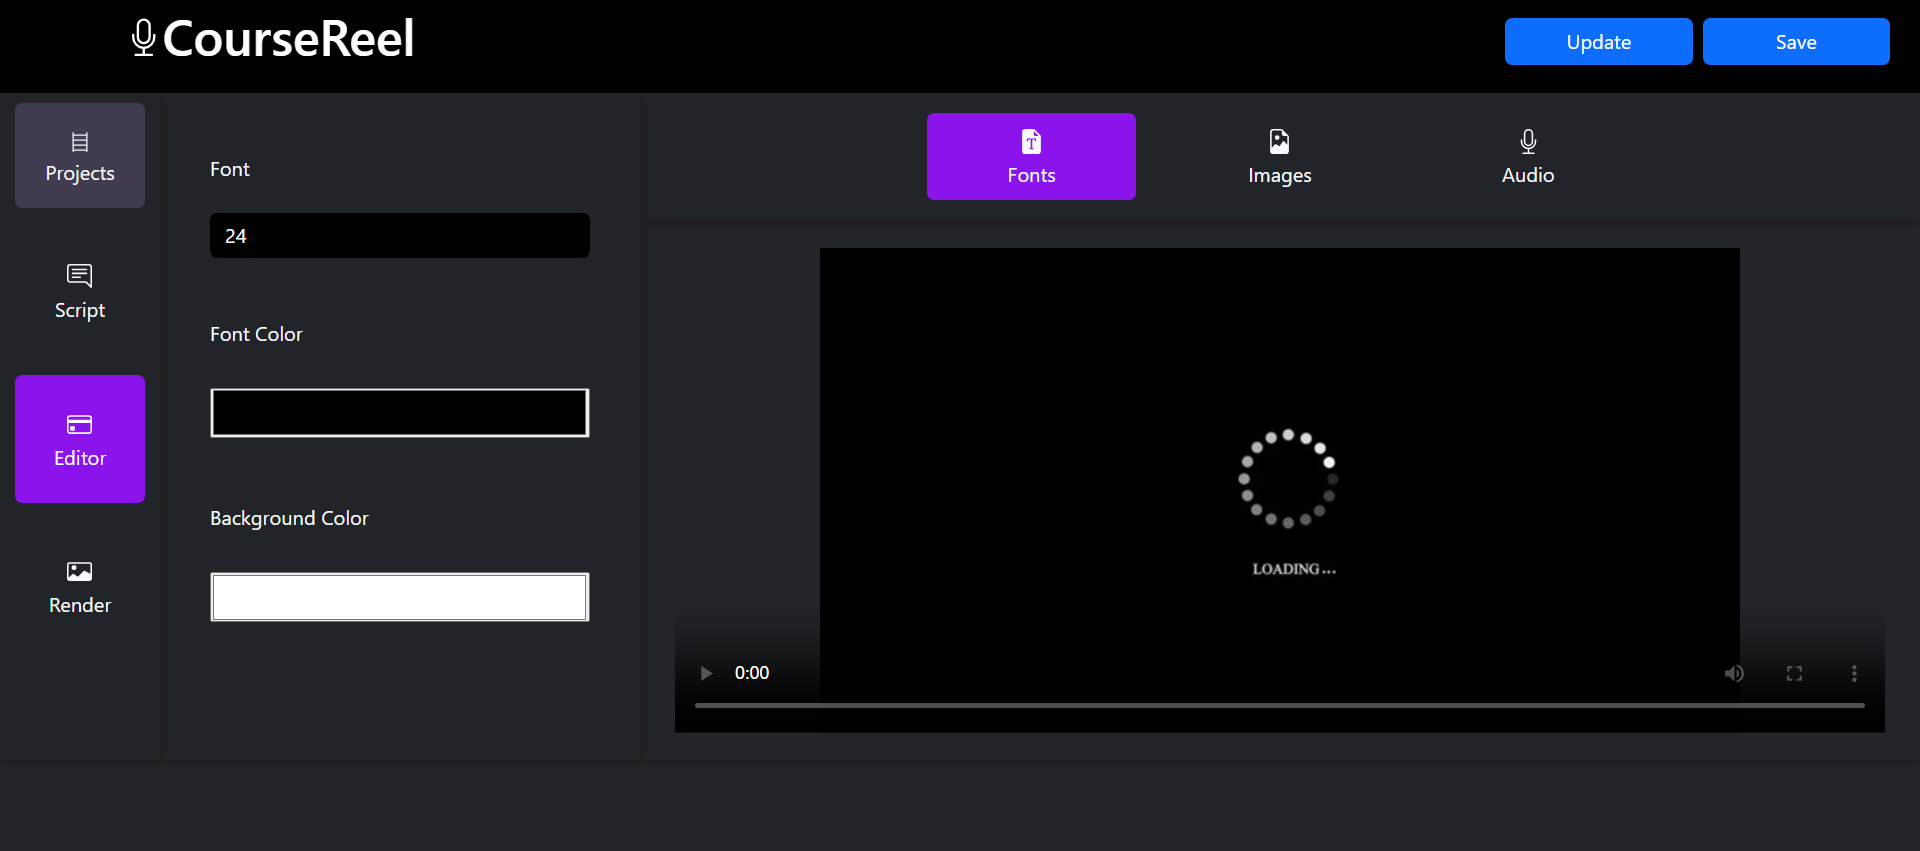 CourseReel
Update
Save
Projects
Script
Editor
Render
Font
24
Font Color
Background Color
Fonts
Images
Audio
LOADING...
0:00